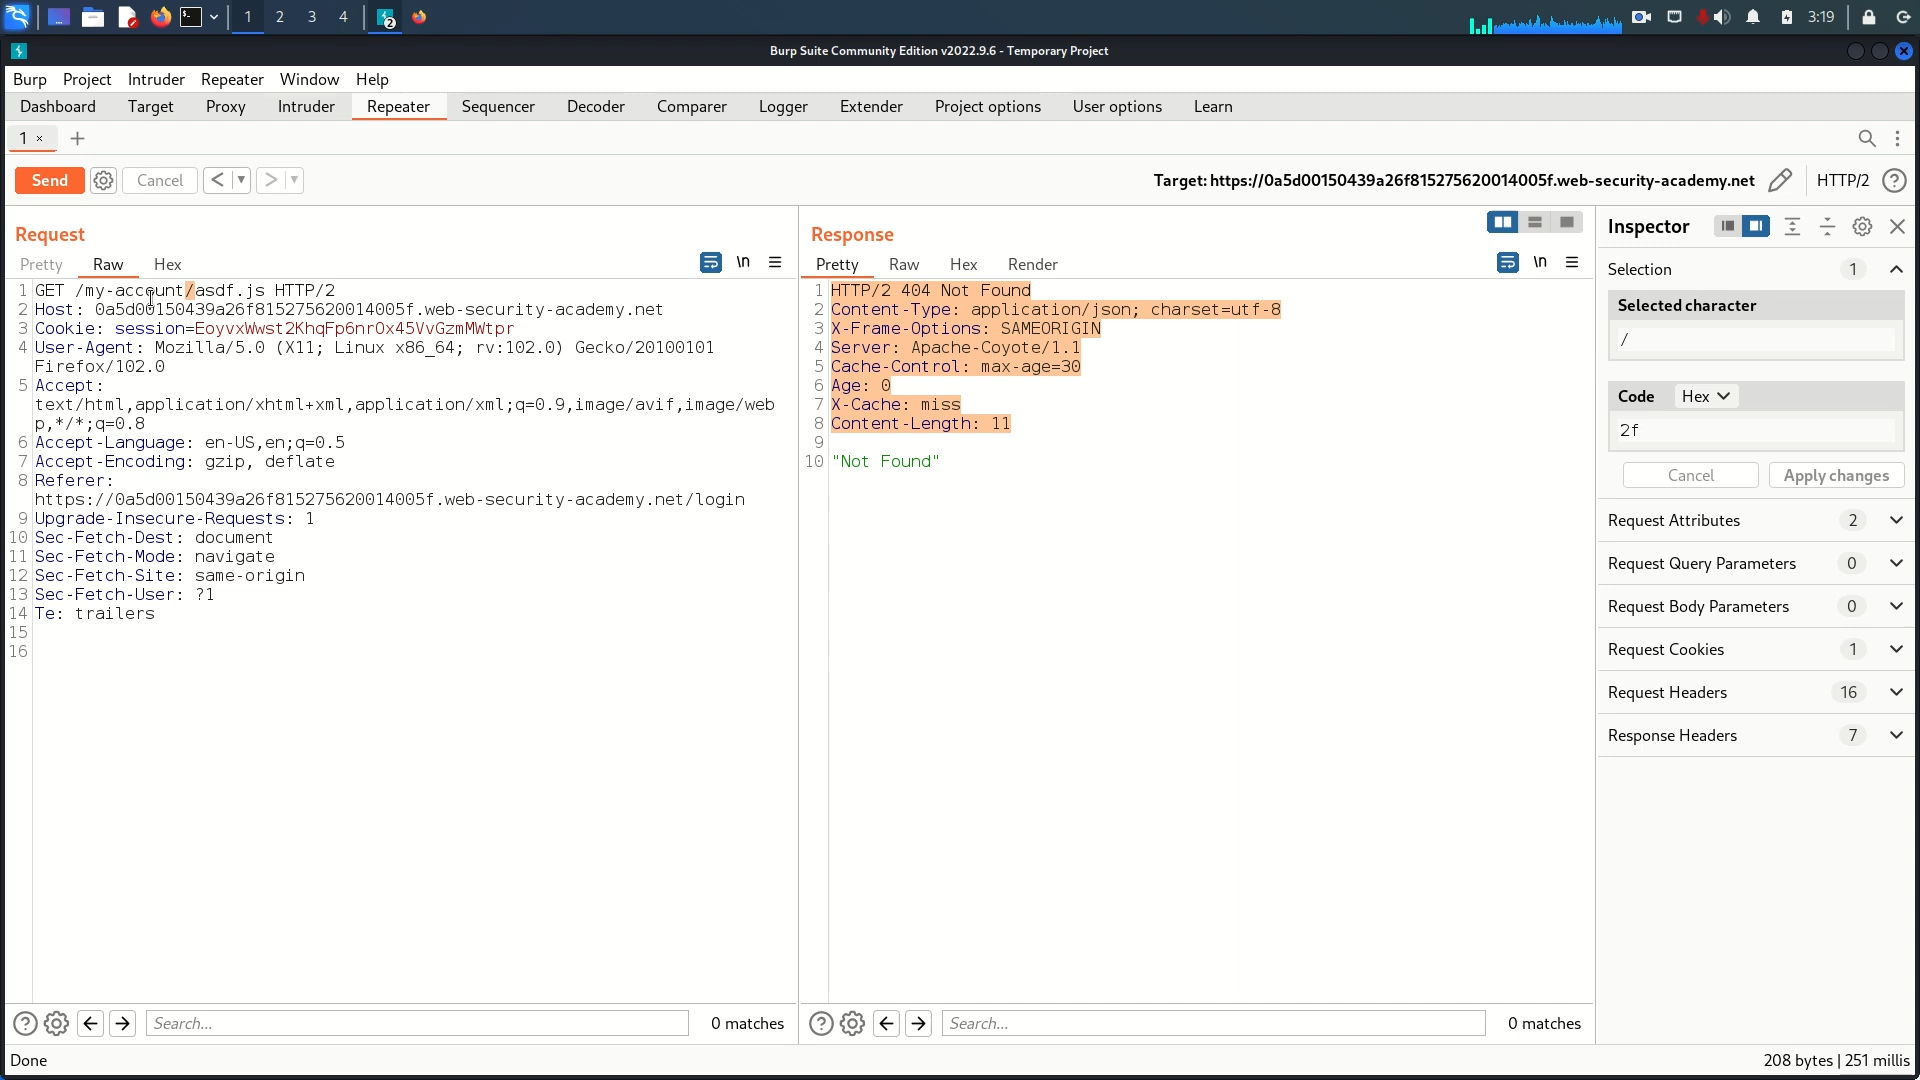 1 2 3 4 2 3:19
Burp Suite Community Edition v2022.9.6 - Temporary Project
Burp Project Intruder Repeater Window Help
Dashboard Target Proxy Intruder Repeater Sequencer Decoder Comparer Logger Extender Project options User options Learn
1 × +
Send Cancel < > Target: https://0a5d00150439a26f815275620014005f.web-security-academy.net HTTP/2
Request
Pretty Raw Hex \n
1 GET /my-account/asdf.js HTTP/2
2 Host: 0a5d00150439a26f815275620014005f.web-security-academy.net
3 Cookie: session=EoyvxWwst2KhqFp6nrOx45VvGzmMWtpr
4 User-Agent: Mozilla/5.0 (X11; Linux x86_64; rv:102.0) Gecko/20100101
Firefox/102.0
5 Accept:
text/html,application/xhtml+xml,application/xml;q=0.9,image/avif,image/web
p,*/*;q=0.8
6 Accept-Language: en-US,en;q=0.5
7 Accept-Encoding: gzip, deflate
8 Referer:
https://0a5d00150439a26f815275620014005f.web-security-academy.net/login
9 Upgrade-Insecure-Requests: 1
10 Sec-Fetch-Dest: document
11 Sec-Fetch-Mode: navigate
12 Sec-Fetch-Site: same-origin
13 Sec-Fetch-User: ?1
14 Te: trailers
15
16
Search... 0 matches
Response
Pretty Raw Hex Render \n
1 HTTP/2 404 Not Found
2 Content-Type: application/json; charset=utf-8
3 X-Frame-Options: SAMEORIGIN
4 Server: Apache-Coyote/1.1
5 Cache-Control: max-age=30
6 Age: 0
7 X-Cache: miss
8 Content-Length: 11
9
10 "Not Found"
Search... 0 matches
Inspector
Selection 1
Selected character
/
Code Hex
2f
Cancel Apply changes
Request Attributes 2
Request Query Parameters 0
Request Body Parameters 0
Request Cookies 1
Request Headers 16
Response Headers 7
Done 208 bytes | 251 millis